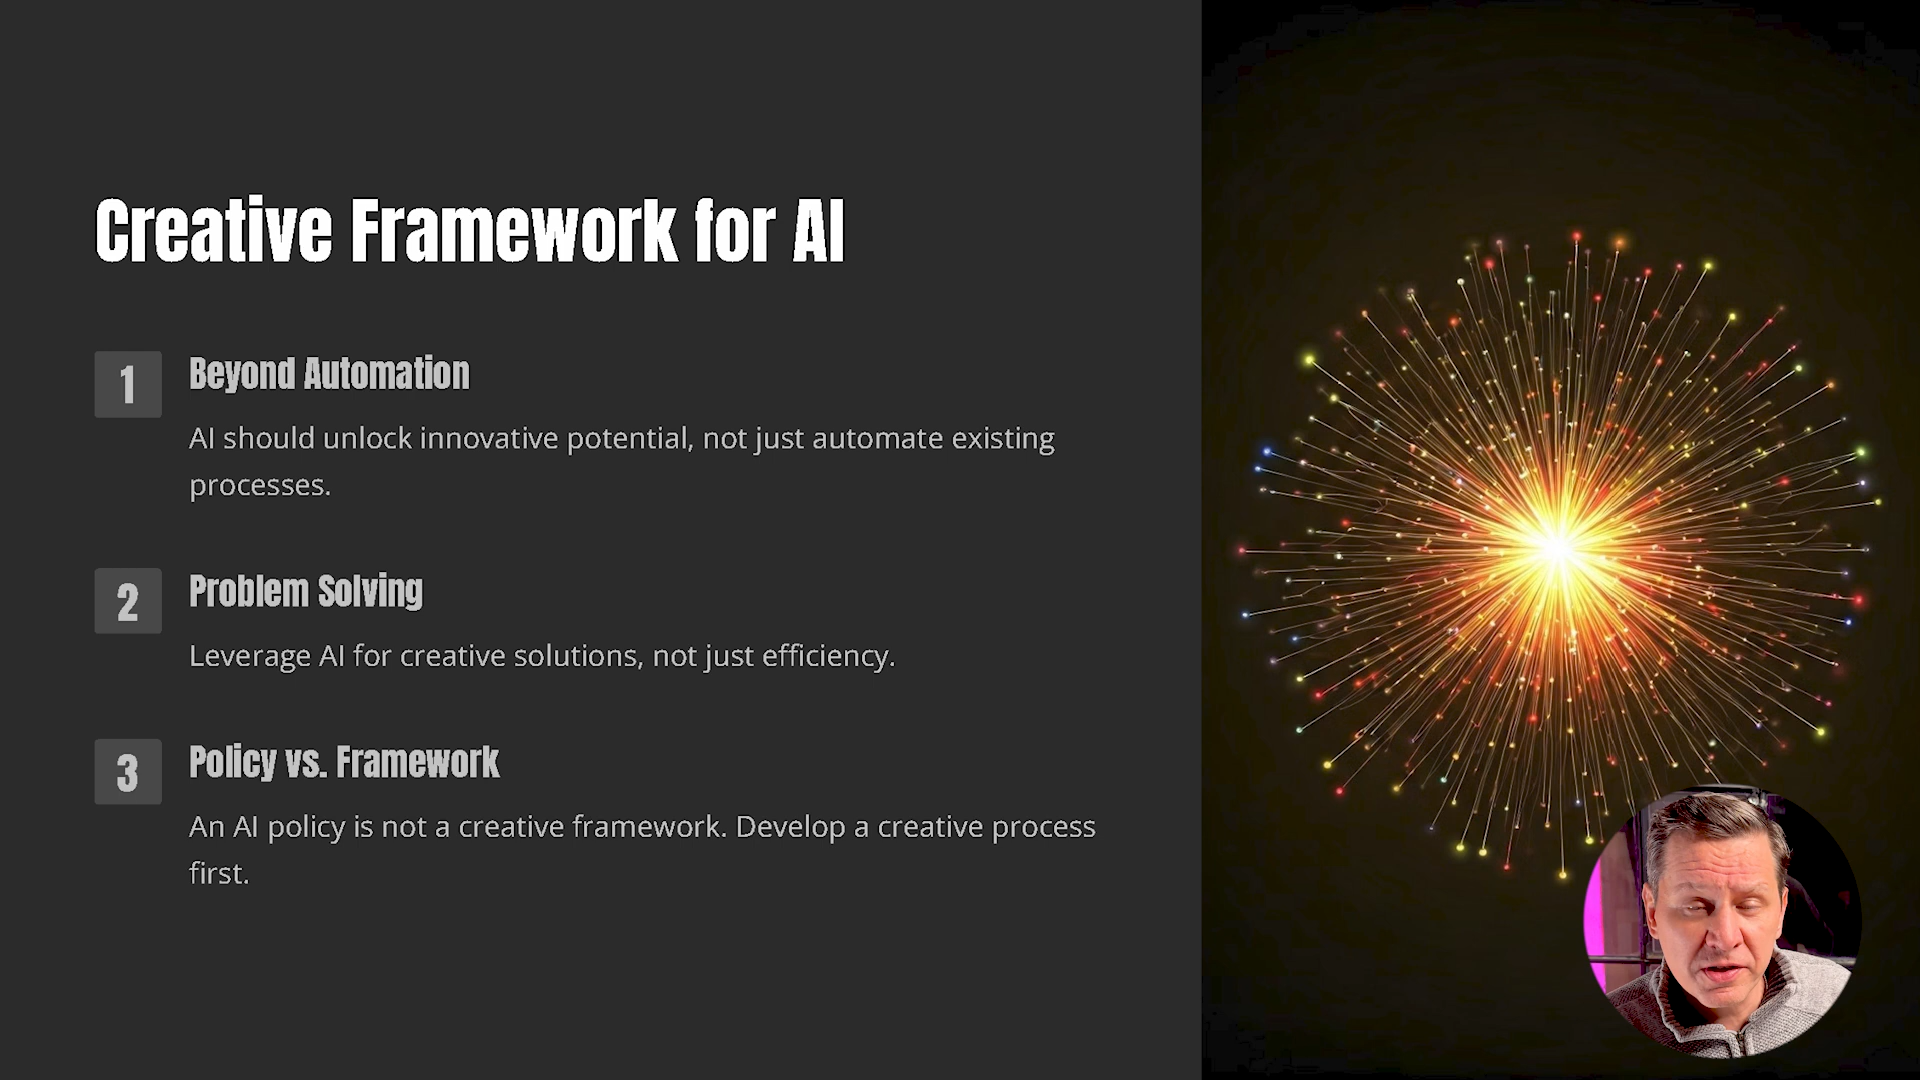 Creative Framework for AI
1
Beyond Automation
AI should unlock innovative potential, not just automate existing
processes.
2
Problem Solving
Leverage AI for creative solutions, not just efficiency.
3
Policy vs. Framework
An AI policy is not a creative framework. Develop a creative process
first.